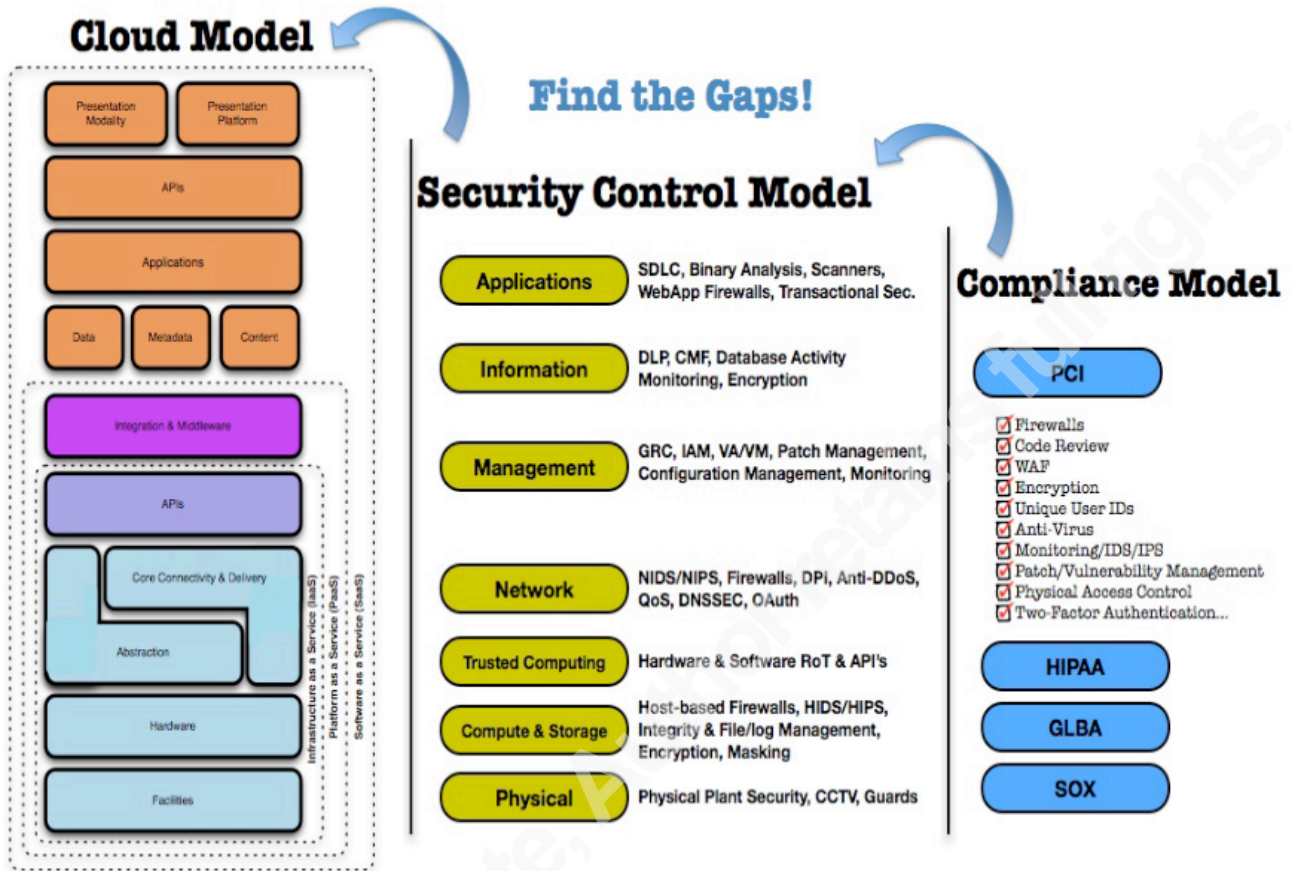 Cloud Model
Find the Gaps!
Presentation
Modality
Presentation
Platform
APIs
Applications
Data
Metadata
Content
Integration & Middleware
APIs
Core Connectivity & Delivery
Abstraction
Hardware
Facilities
Infrastructure as a Service (IaaS)
Platform as a Service (PaaS)
Software as a Service (SaaS)
Security Control Model
Applications
SDLC, Binary Analysis, Scanners,
WebApp Firewalls, Transactional Sec.
Information
DLP, CMF, Database Activity
Monitoring, Encryption
Management
GRC, IAM, VA/VM, Patch Management,
Configuration Management, Monitoring
Network
NIDS/NIPS, Firewalls, DPi, Anti-DDoS,
QoS, DNSSEC, OAuth
Trusted Computing
Hardware & Software RoT & API's
Compute & Storage
Host-based Firewalls, HIDS/HIPS,
Integrity & File/log Management,
Encryption, Masking
Physical
Physical Plant Security, CCTV, Guards
Compliance Model
PCI
Firewalls
Code Review
WAF
Encryption
Unique User IDs
Anti-Virus
Monitoring/IDS/IPS
Patch/Vulnerability Management
Physical Access Control
Two-Factor Authentication...
HIPAA
GLBA
SOX
Author retains full rights.